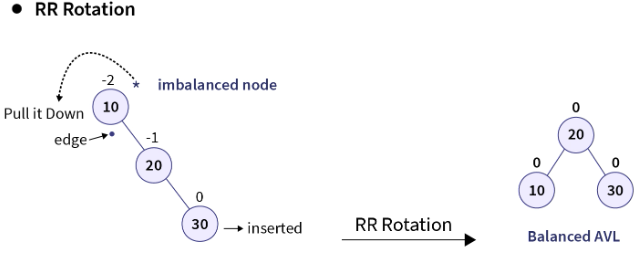 ● RR Rotation
-2
* imbalanced node
Pull it Down
10
edge
-1
20
0
30
inserted
RR Rotation
0
20
0
0
10
30
Balanced AVL